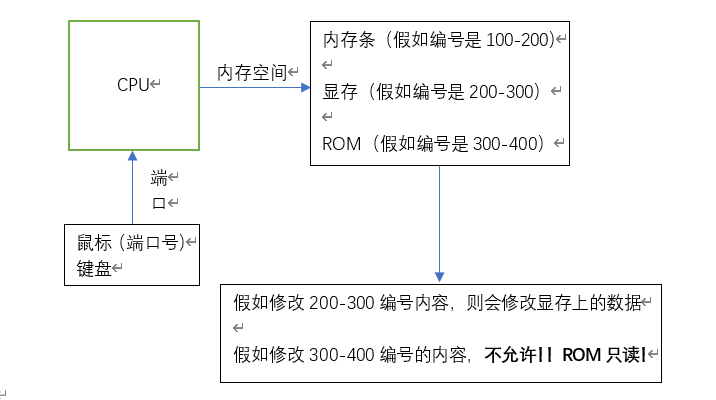 CPU
内存空间
内存条（假如编号是 100-200)
显存（假如编号是 200-300）
ROM（假如编号是 300-400）
端
口
鼠标（端口号)
键盘
假如修改 200-300 编号内容，则会修改显存上的数据
假如修改 300-400 编号的内容，不允许！！ROM 只读！